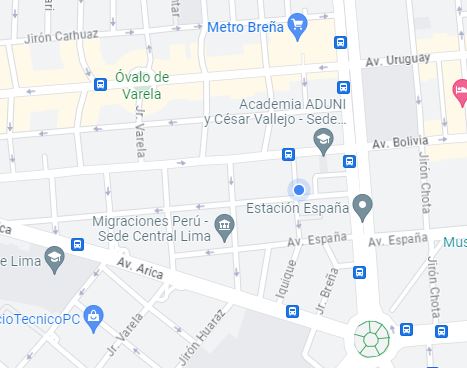 Jirón Carhuaz
Metro Breña
Av. Uruguay
Óvalo de
Varela
Academia ADUNI
y César Vallejo - Sede...
Jr. Varela
Av. Bolivia
Jirón Chota
Estación España
Migraciones Perú -
Sede Central Lima
Av. España
Av. España
Mus
ica
e Lima
Av. Arica
Iquique
Jr. Breña
Jirón Chota
cioTecnicoPC
Jr. Varela
Jirón Huaraz